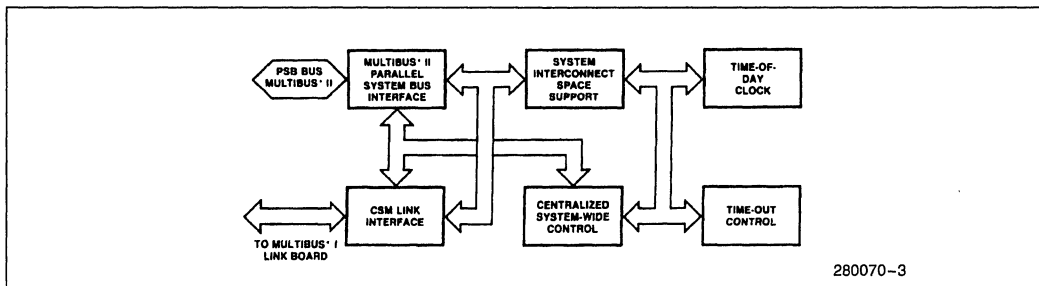 PSB BUS
MULTIBUS* II
MULTIBUS* II
PARALLEL
SYSTEM BUS
INTERFACE
SYSTEM
INTERCONNECT
SPACE
SUPPORT
TIME-OF-
DAY
CLOCK
CSM LINK
INTERFACE
CENTRALIZED
SYSTEM-WIDE
CONTROL
TIME-OUT
CONTROL
TO MULTIBUS* I
LINK BOARD
280070-3